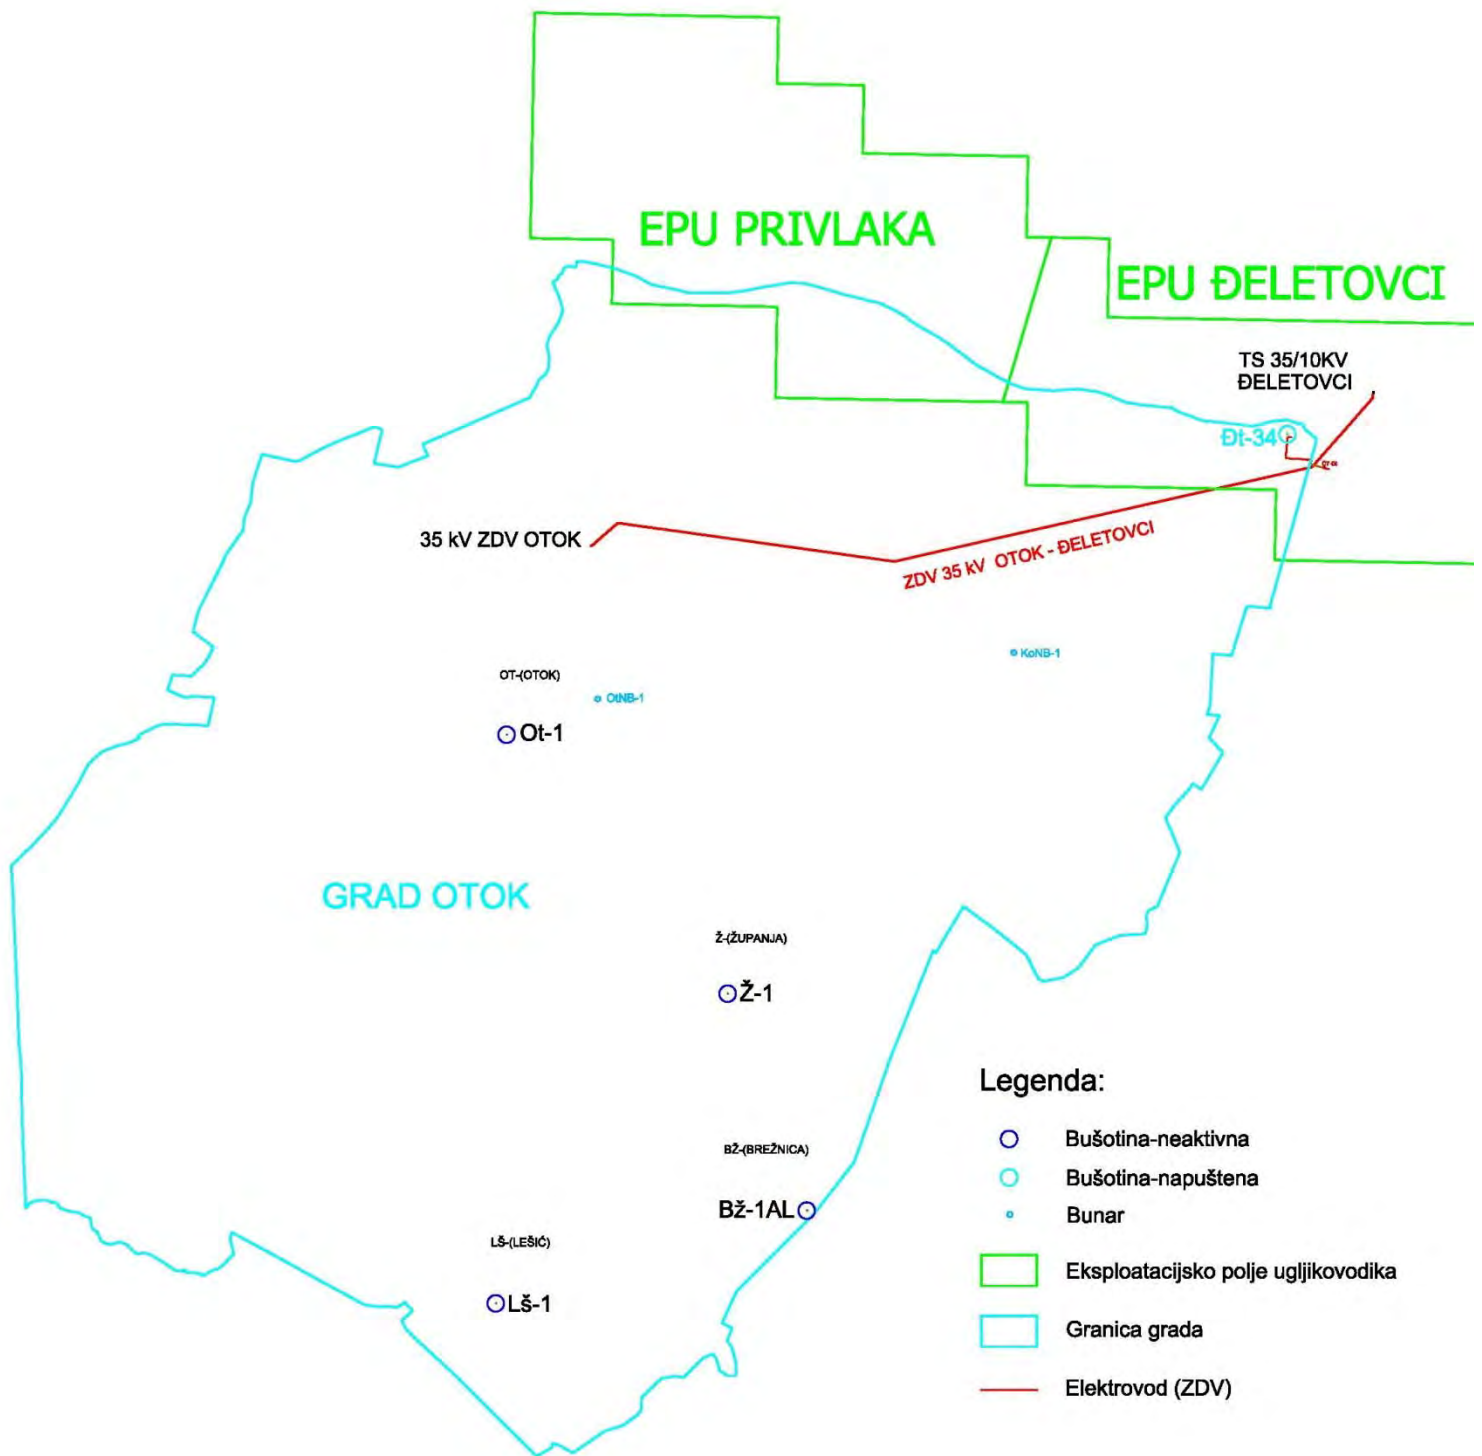 EPU PRIVLAKA
EPU ĐELETOVCI
TS 35/10KV
ĐELETOVCI
Đt-34
35 kV ZDV OTOK
ZDV 35 kV OTOK - ĐELETOVCI
KoNB-1
OT-(OTOK)
OtNB-1
Ot-1
GRAD OTOK
Ž-(ŽUPANJA)
Ž-1
Legenda:
Bušotina-neaktivna
BŽ-(BREŽNICA)
Bušotina-napuštena
Bž-1AL
Bunar
LŠ-(LEŠIĆ)
Eksploatacijsko polje ugljikovodika
Lš-1
Granica grada
Elektrovod (ZDV)